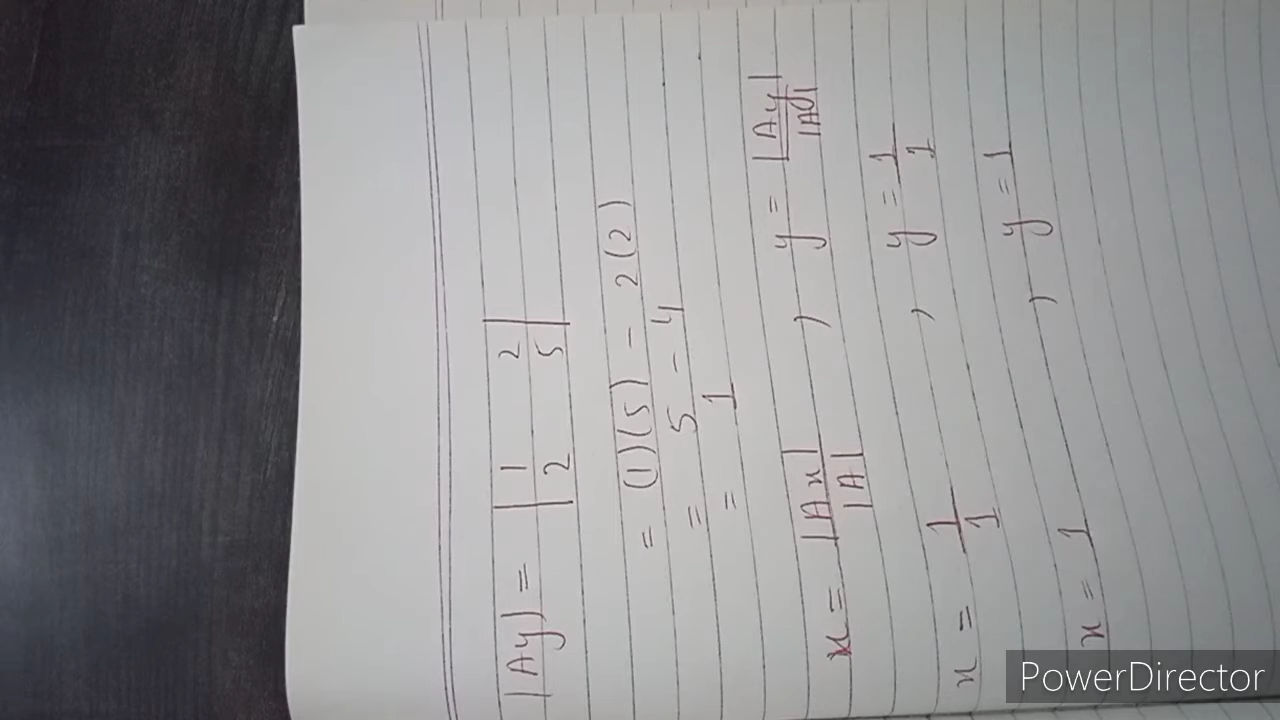 |Ay| = | 1 2 |
| 2 5 |
= (1)(5) - 2(2)
= 5 - 4
= 1
x = |Ax| / |A| , y = |Ay| / |A|
x = 1/1 , y = 1/1
x = 1 , y = 1
PowerDirector